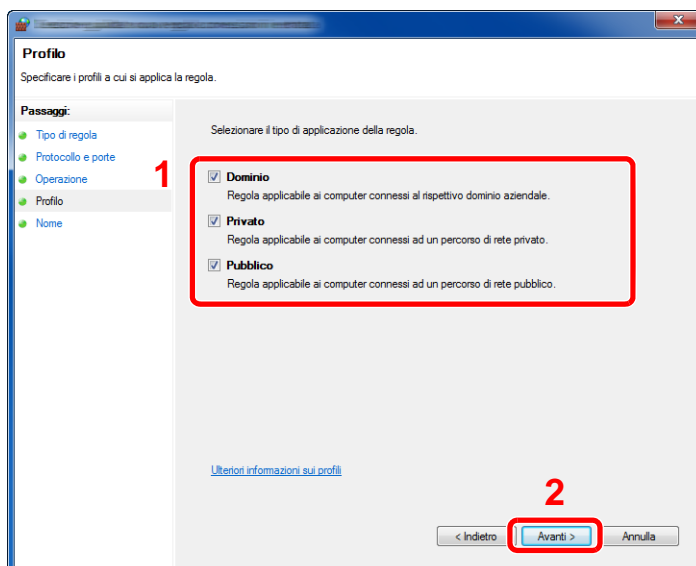 Profilo
Specificare i profili a cui si applica la regola.
Passaggi:
Tipo di regola
Protocollo e porte
Operazione
Profilo
Nome
Selezionare il tipo di applicazione della regola.
1
Dominio
Regola applicabile ai computer connessi al rispettivo dominio aziendale.
Privato
Regola applicabile ai computer connessi ad un percorso di rete privato.
Pubblico
Regola applicabile ai computer connessi ad un percorso di rete pubblico.
Ulteriori informazioni sui profili
2
< Indietro Avanti > Annulla